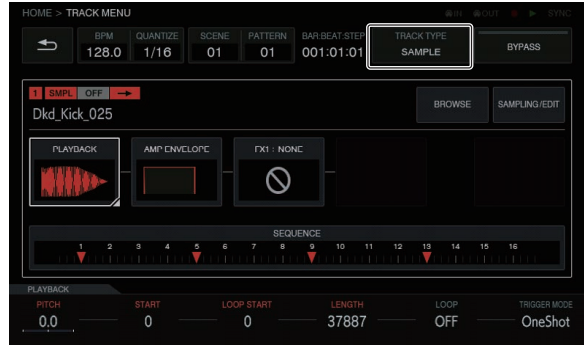 HOME > TRACK MENU
IN OUT SYNC
BPM QUANTIZE SCENE PATTERN BAR:BEAT:STEP TRACK TYPE
128.0 1/16 01 01 001:01:01 SAMPLE BYPASS
1 SMPL OFF
Dkd_Kick_025 BROWSE SAMPLING/EDIT
PLAYBACK AMP ENVELOPE FX1 : NONE
SEQUENCE
1 2 3 4 5 6 7 8 9 10 11 12 13 14 15 16
PLAYBACK
PITCH START LOOP START LENGTH LOOP TRIGGER MODE
0.0 0 0 37887 OFF OneShot